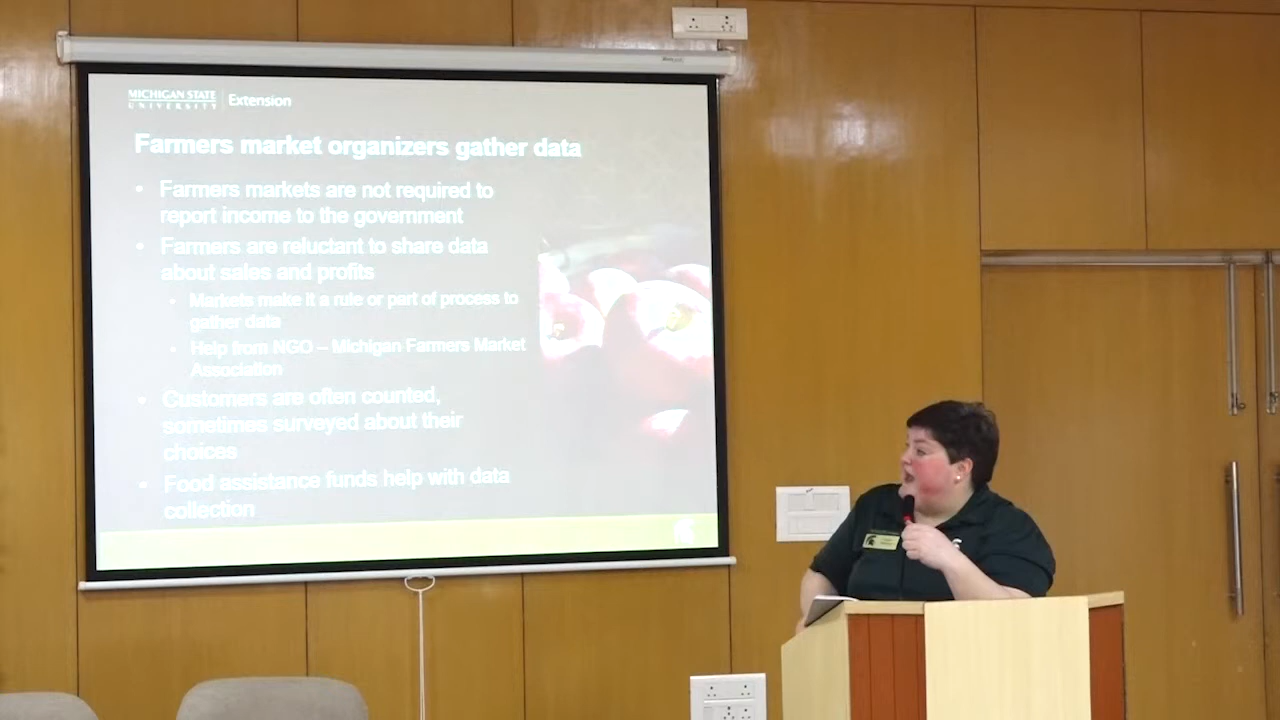 MICHIGAN STATE
UNIVERSITY
Extension
Farmers market organizers gather data
• Farmers markets are not required to
report income to the government
• Farmers are reluctant to share data
about sales and profits
• Markets make it a rule or part of process to
gather data
• Help from NGO – Michigan Farmers Market
Association
• Customers are often counted,
sometimes surveyed about their
choices
• Food assistance funds help with data
collection